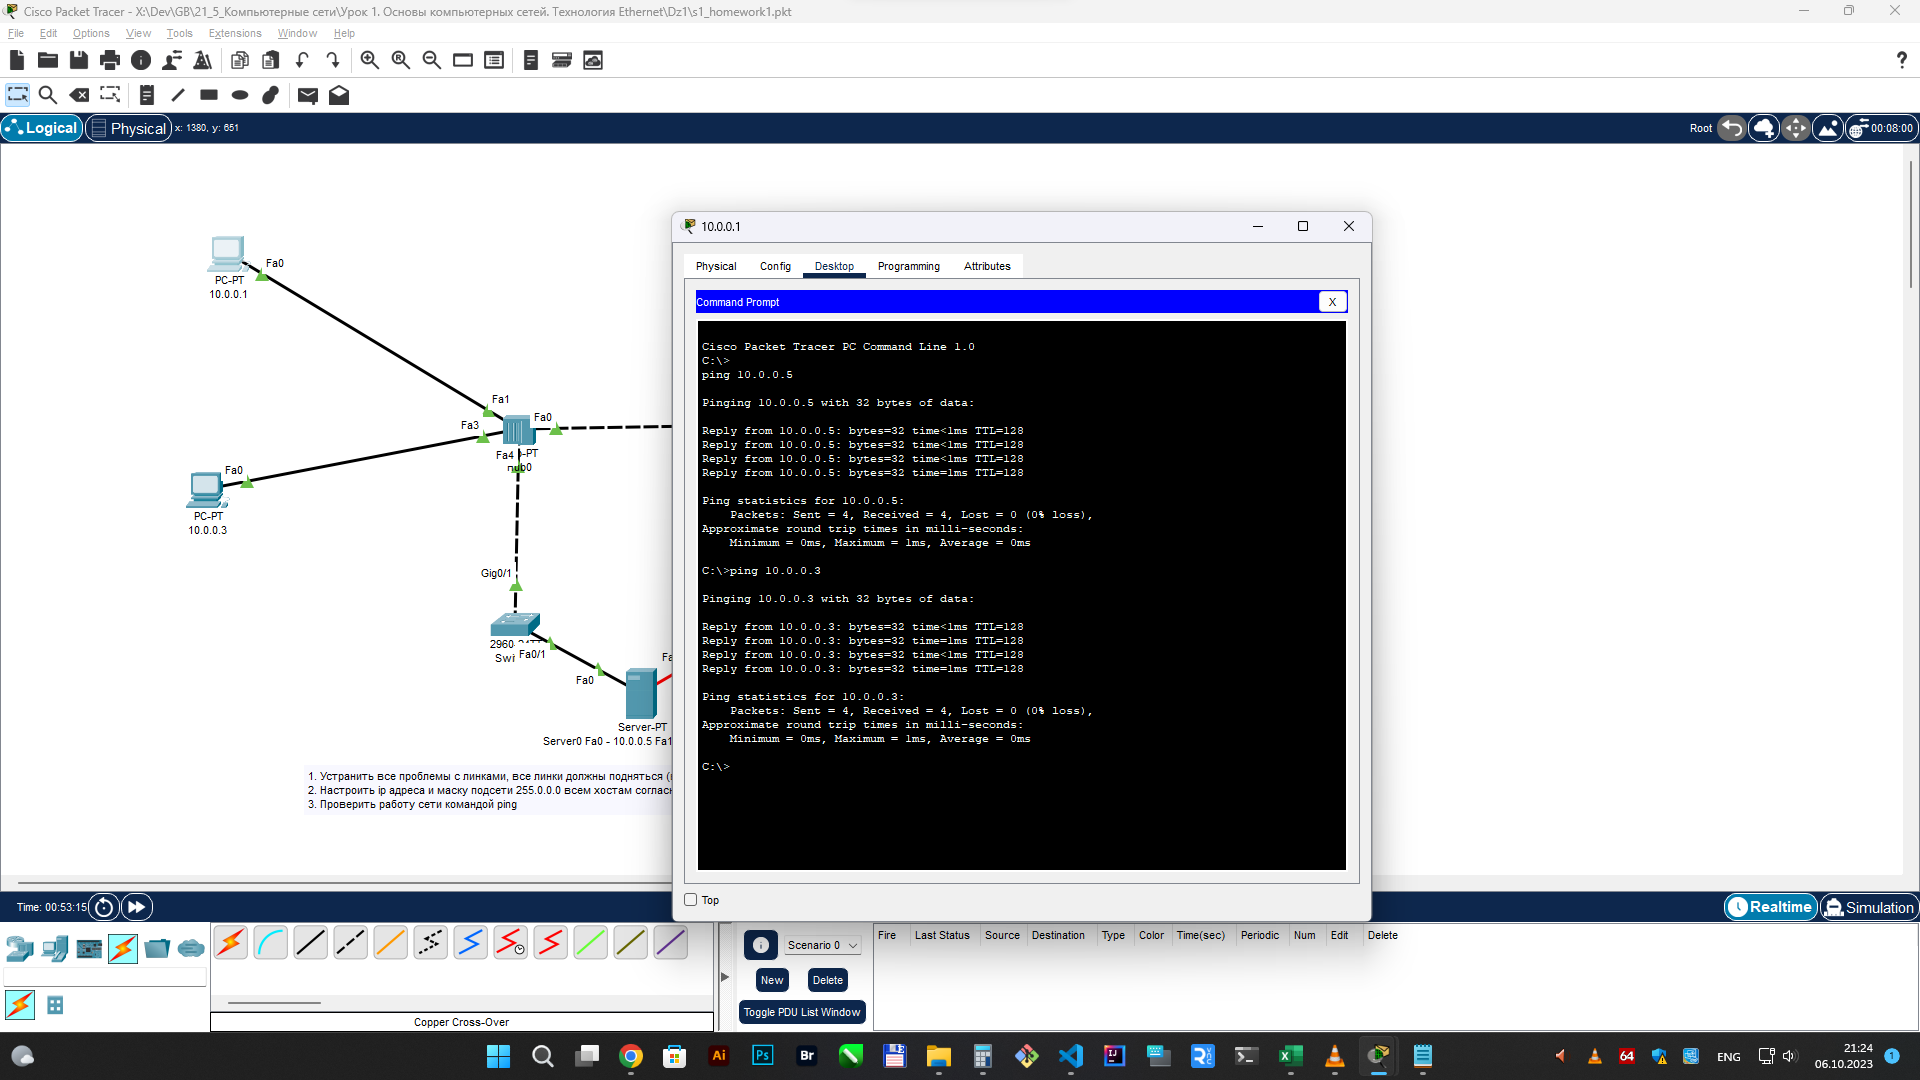 Cisco Packet Tracer - X:\Dev\GB\21_5_Компьютерные сети\Урок 1. Основы компьютерных сетей. Технология Ethernet\Dz1\s1_homework1.pkt
File Edit Options View Tools Extensions Window Help
Logical Physical x: 1380, y: 651 Root 00:08:00
10.0.0.1
Physical Config Desktop Programming Attributes
Command Prompt X
Cisco Packet Tracer PC Command Line 1.0
C:\>
ping 10.0.0.5
Pinging 10.0.0.5 with 32 bytes of data:
Reply from 10.0.0.5: bytes=32 time<1ms TTL=128
Reply from 10.0.0.5: bytes=32 time<1ms TTL=128
Reply from 10.0.0.5: bytes=32 time<1ms TTL=128
Reply from 10.0.0.5: bytes=32 time=1ms TTL=128
Ping statistics for 10.0.0.5:
Packets: Sent = 4, Received = 4, Lost = 0 (0% loss),
Approximate round trip times in milli-seconds:
Minimum = 0ms, Maximum = 1ms, Average = 0ms
C:\>ping 10.0.0.3
Pinging 10.0.0.3 with 32 bytes of data:
Reply from 10.0.0.3: bytes=32 time<1ms TTL=128
Reply from 10.0.0.3: bytes=32 time=1ms TTL=128
Reply from 10.0.0.3: bytes=32 time<1ms TTL=128
Reply from 10.0.0.3: bytes=32 time=1ms TTL=128
Ping statistics for 10.0.0.3:
Packets: Sent = 4, Received = 4, Lost = 0 (0% loss),
Approximate round trip times in milli-seconds:
Minimum = 0ms, Maximum = 1ms, Average = 0ms
C:\>
Top
Fa0
PC-PT
10.0.0.1
Fa1
Fa3
Fa0
Fa4
-PT
Fa0
PC-PT
10.0.0.3
Gig0/1
2960
Fa0/1
Fa0
Server-PT
Server0 Fa0 - 10.0.0.5 Fa1
1. Устранить все проблемы с линками, все линки должны подняться
2. Настроить ip адреса и маску подсети 255.0.0.0 всем хостам
3. Проверить работу сети командой ping
Time: 00:53:15 Realtime Simulation
Scenario 0
New Delete
Toggle PDU List Window
Fire Last Status Source Destination Type Color Time(sec) Periodic Num Edit Delete
Copper Cross-Over
Ai Ps Br 64 ENG 21:24
06.10.2023 1